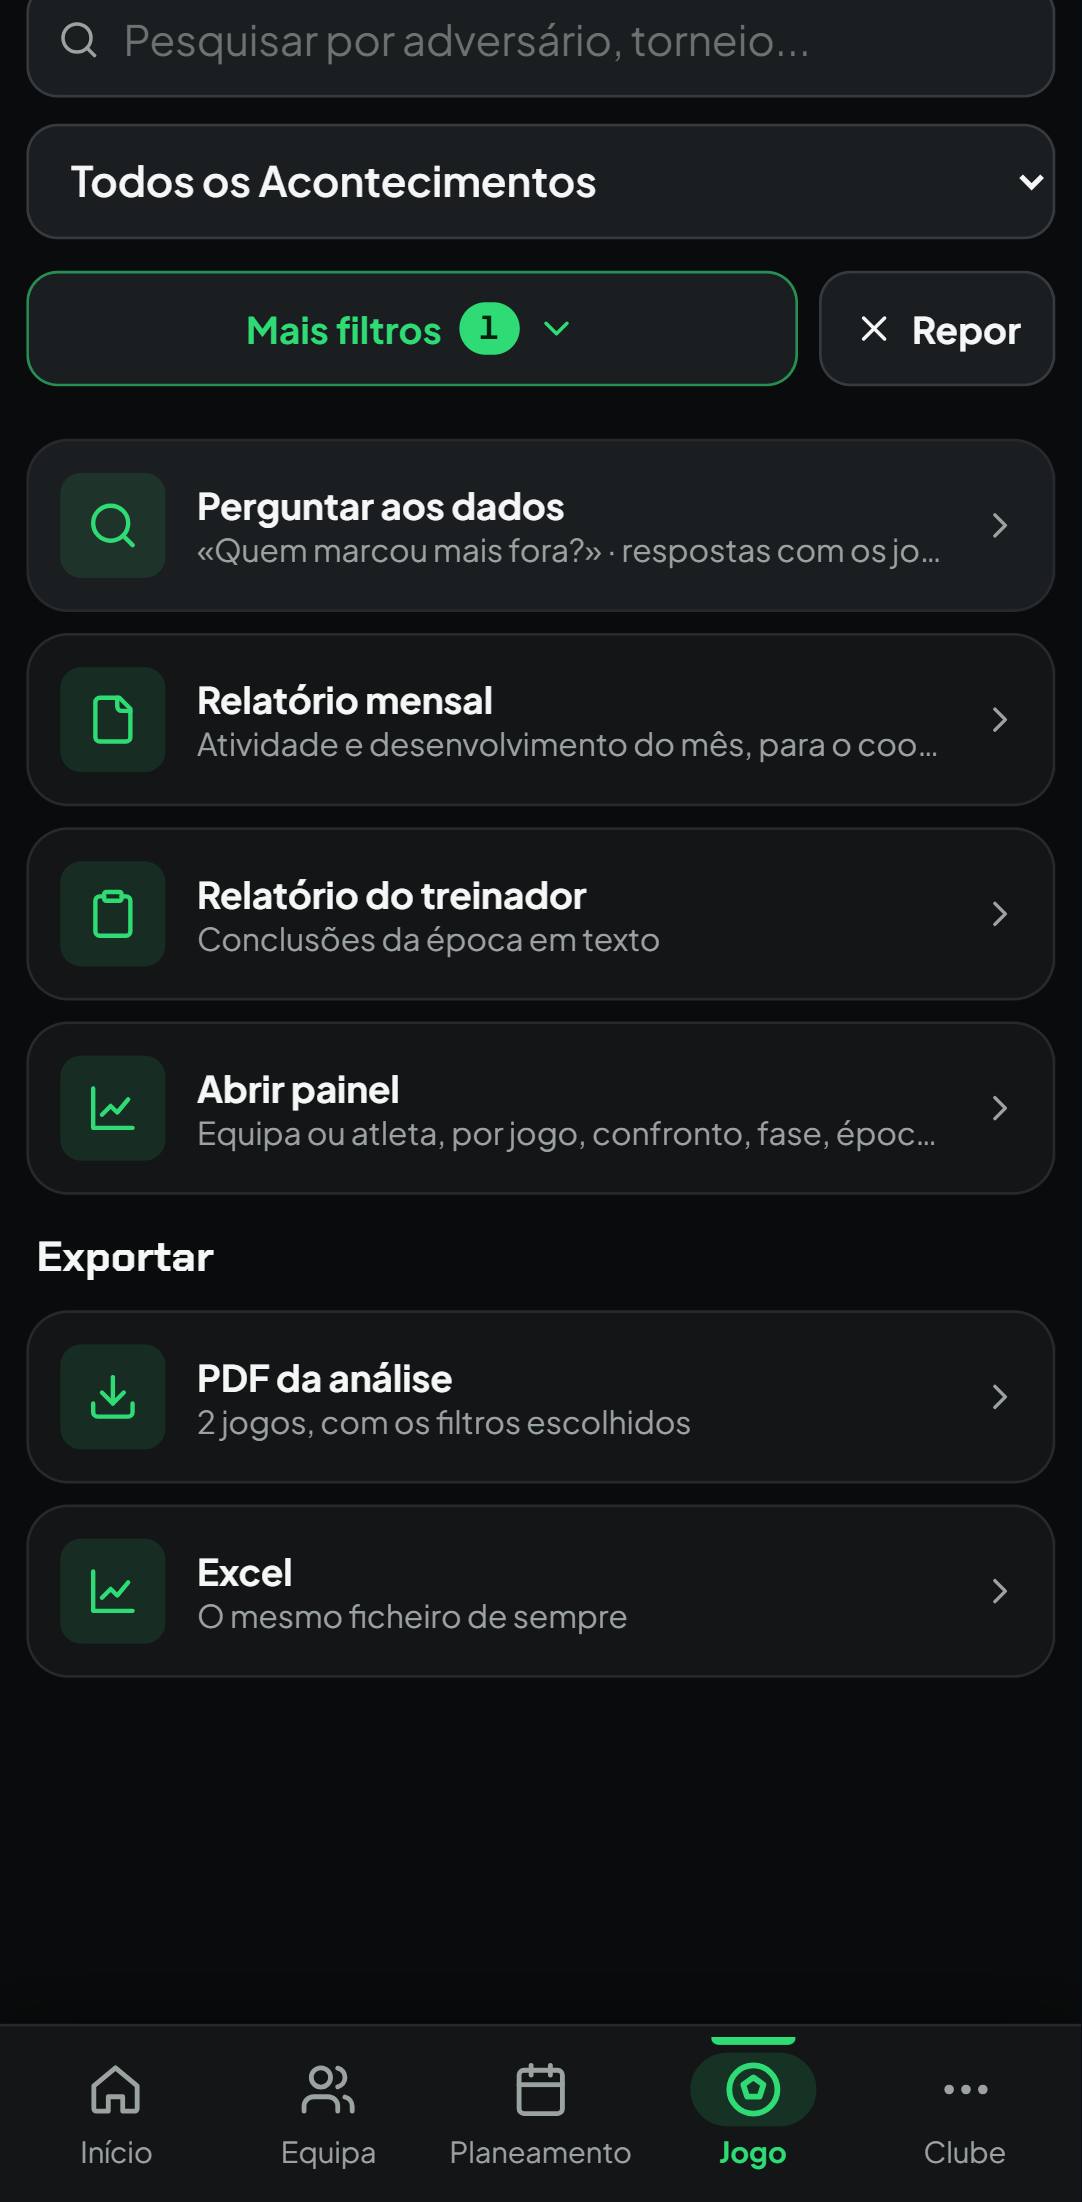 Pesquisar por adversário, torneio...
Todos os Acontecimentos
Mais filtros 1
Repor
Perguntar aos dados
«Quem marcou mais fora?» · respostas com os jo...
Relatório mensal
Atividade e desenvolvimento do mês, para o coo...
Relatório do treinador
Conclusões da época em texto
Abrir painel
Equipa ou atleta, por jogo, confronto, fase, époc...
Exportar
PDF da análise
2 jogos, com os filtros escolhidos
Excel
O mesmo ficheiro de sempre
Início
Equipa
Planeamento
Jogo
Clube